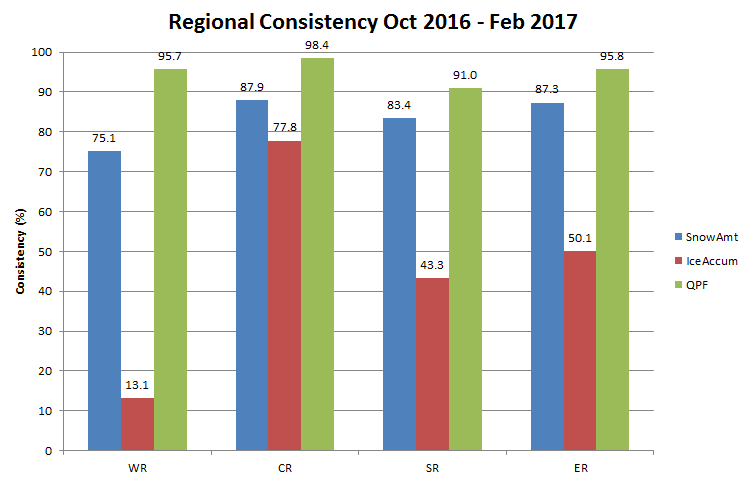 Regional Consistency Oct 2016 - Feb 2017
Consistency (%)
100
90
80
70
60
50
40
30
20
10
0
75.1
13.1
95.7
87.9
77.8
98.4
83.4
43.3
91.0
87.3
50.1
95.8
WR
CR
SR
ER
SnowAmt
IceAccum
QPF